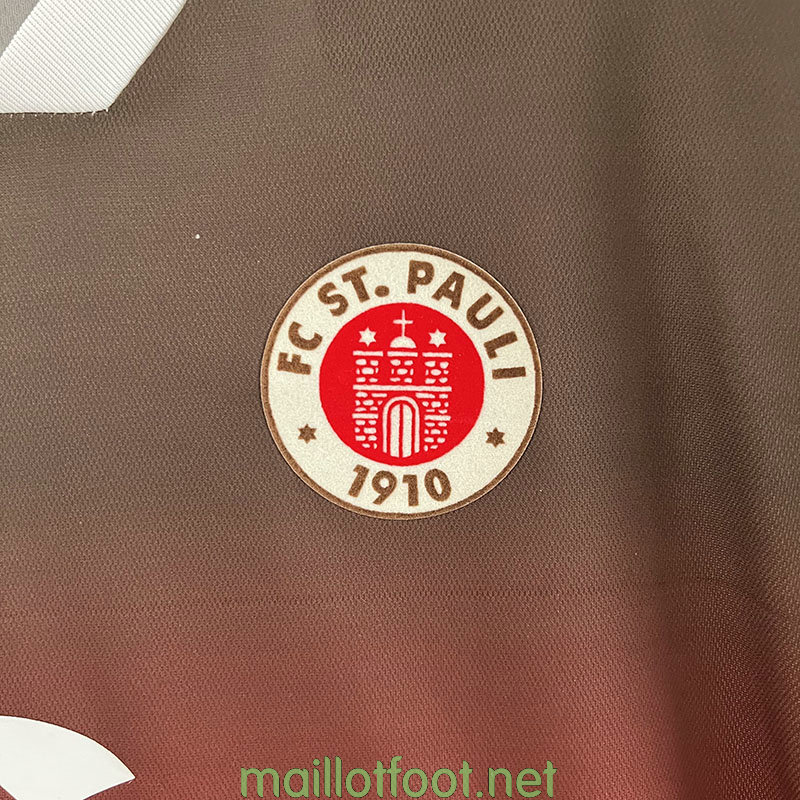 FC ST. PAULI
1910
maillotfoot.net